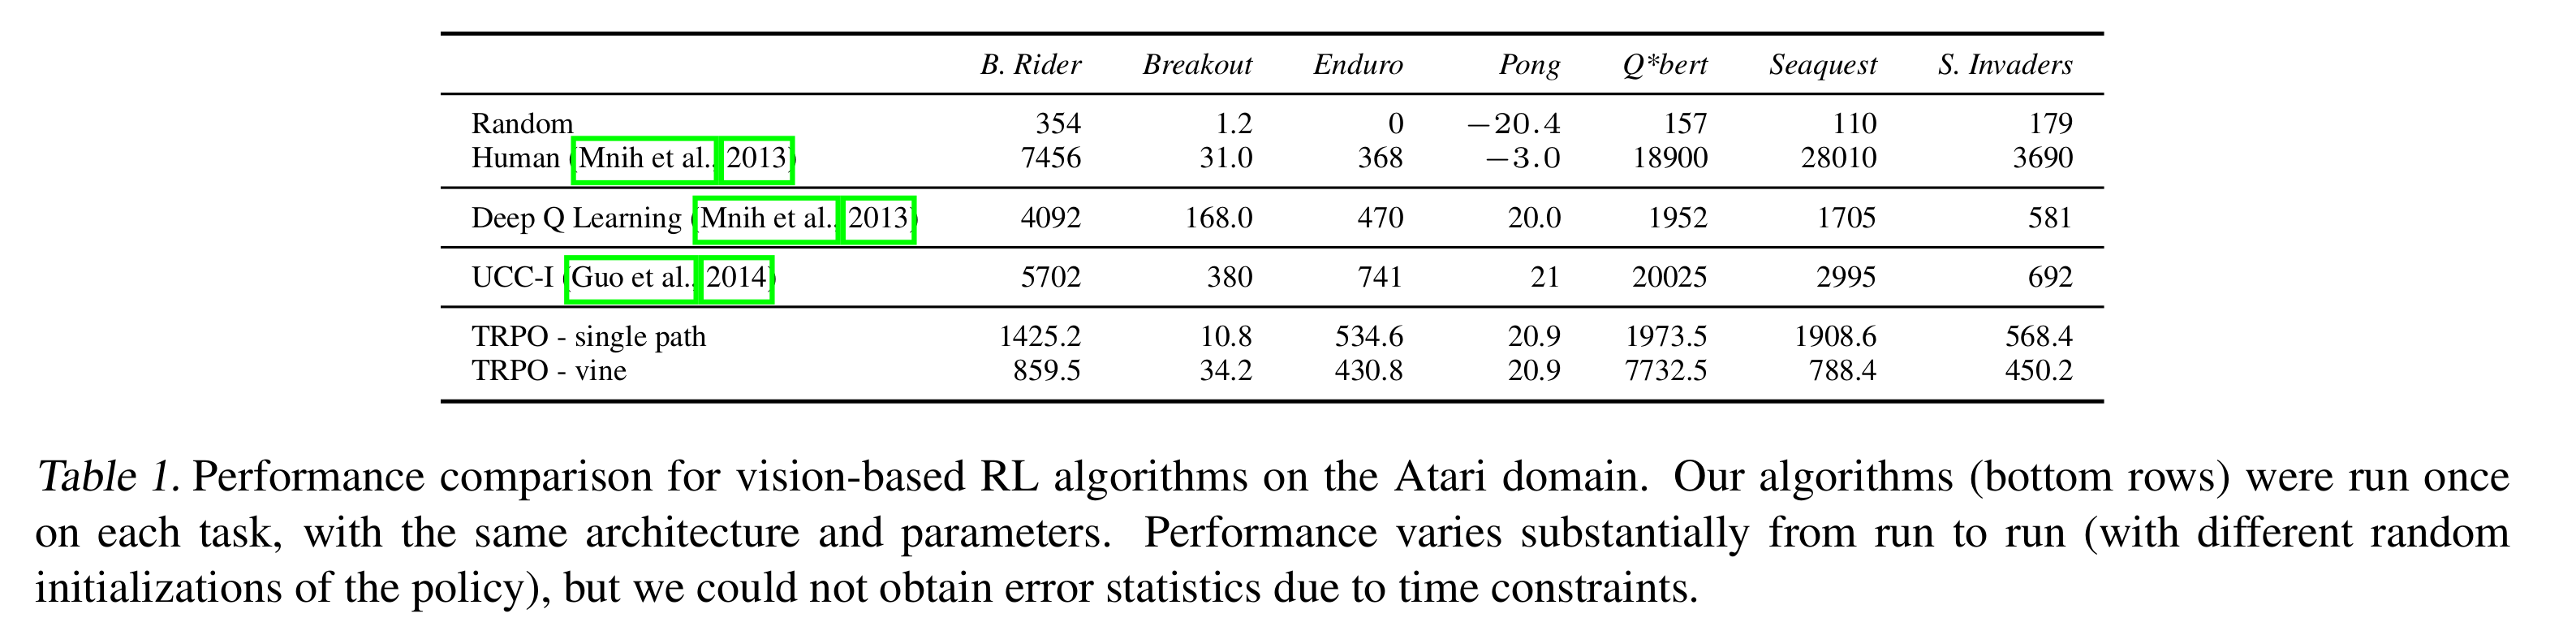 B. Rider Breakout Enduro Pong Q*bert Seaquest S. Invaders
Random 354 1.2 0 −20.4 157 110 179
Human (Mnih et al., 2013) 7456 31.0 368 −3.0 18900 28010 3690
Deep Q Learning (Mnih et al., 2013) 4092 168.0 470 20.0 1952 1705 581
UCC-I (Guo et al., 2014) 5702 380 741 21 20025 2995 692
TRPO - single path 1425.2 10.8 534.6 20.9 1973.5 1908.6 568.4
TRPO - vine 859.5 34.2 430.8 20.9 7732.5 788.4 450.2
Table 1. Performance comparison for vision-based RL algorithms on the Atari domain. Our algorithms (bottom rows) were run once
on each task, with the same architecture and parameters. Performance varies substantially from run to run (with different random
initializations of the policy), but we could not obtain error statistics due to time constraints.